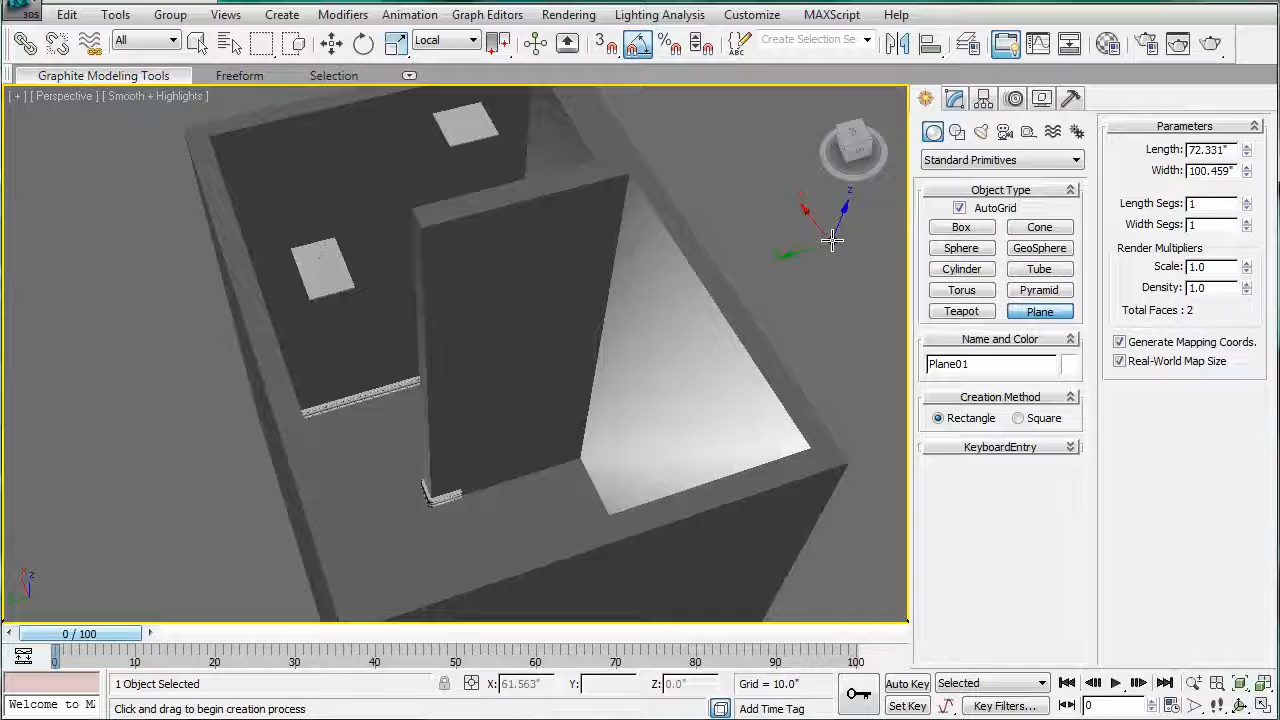 3DS
Edit Tools Group Views Create Modifiers Animation Graph Editors Rendering Lighting Analysis Customize MAXScript Help
All Local 3 % ABC Create Selection Se
Graphite Modeling Tools Freeform Selection
[ + ] [ Perspective ] [ Smooth + Highlights ]
Parameters
Length: 72.331"
Standard Primitives
Width: 100.459"
Object Type
Length Segs: 1
AutoGrid
Width Segs: 1
Box Cone
Render Multipliers
Sphere GeoSphere
Scale: 1.0
Cylinder Tube
Density: 1.0
Torus Pyramid
Total Faces : 2
Teapot Plane
Name and Color
Generate Mapping Coords.
Plane01
Real-World Map Size
Creation Method
Rectangle Square
KeyboardEntry
z
z
0 / 100
0 10 20 30 40 50 60 70 80 90 100
1 Object Selected X: 61.563" Y: Z: 0.0" Grid = 10.0" Auto Key Selected
Welcome to M Click and drag to begin creation process Add Time Tag Set Key Key Filters... 0